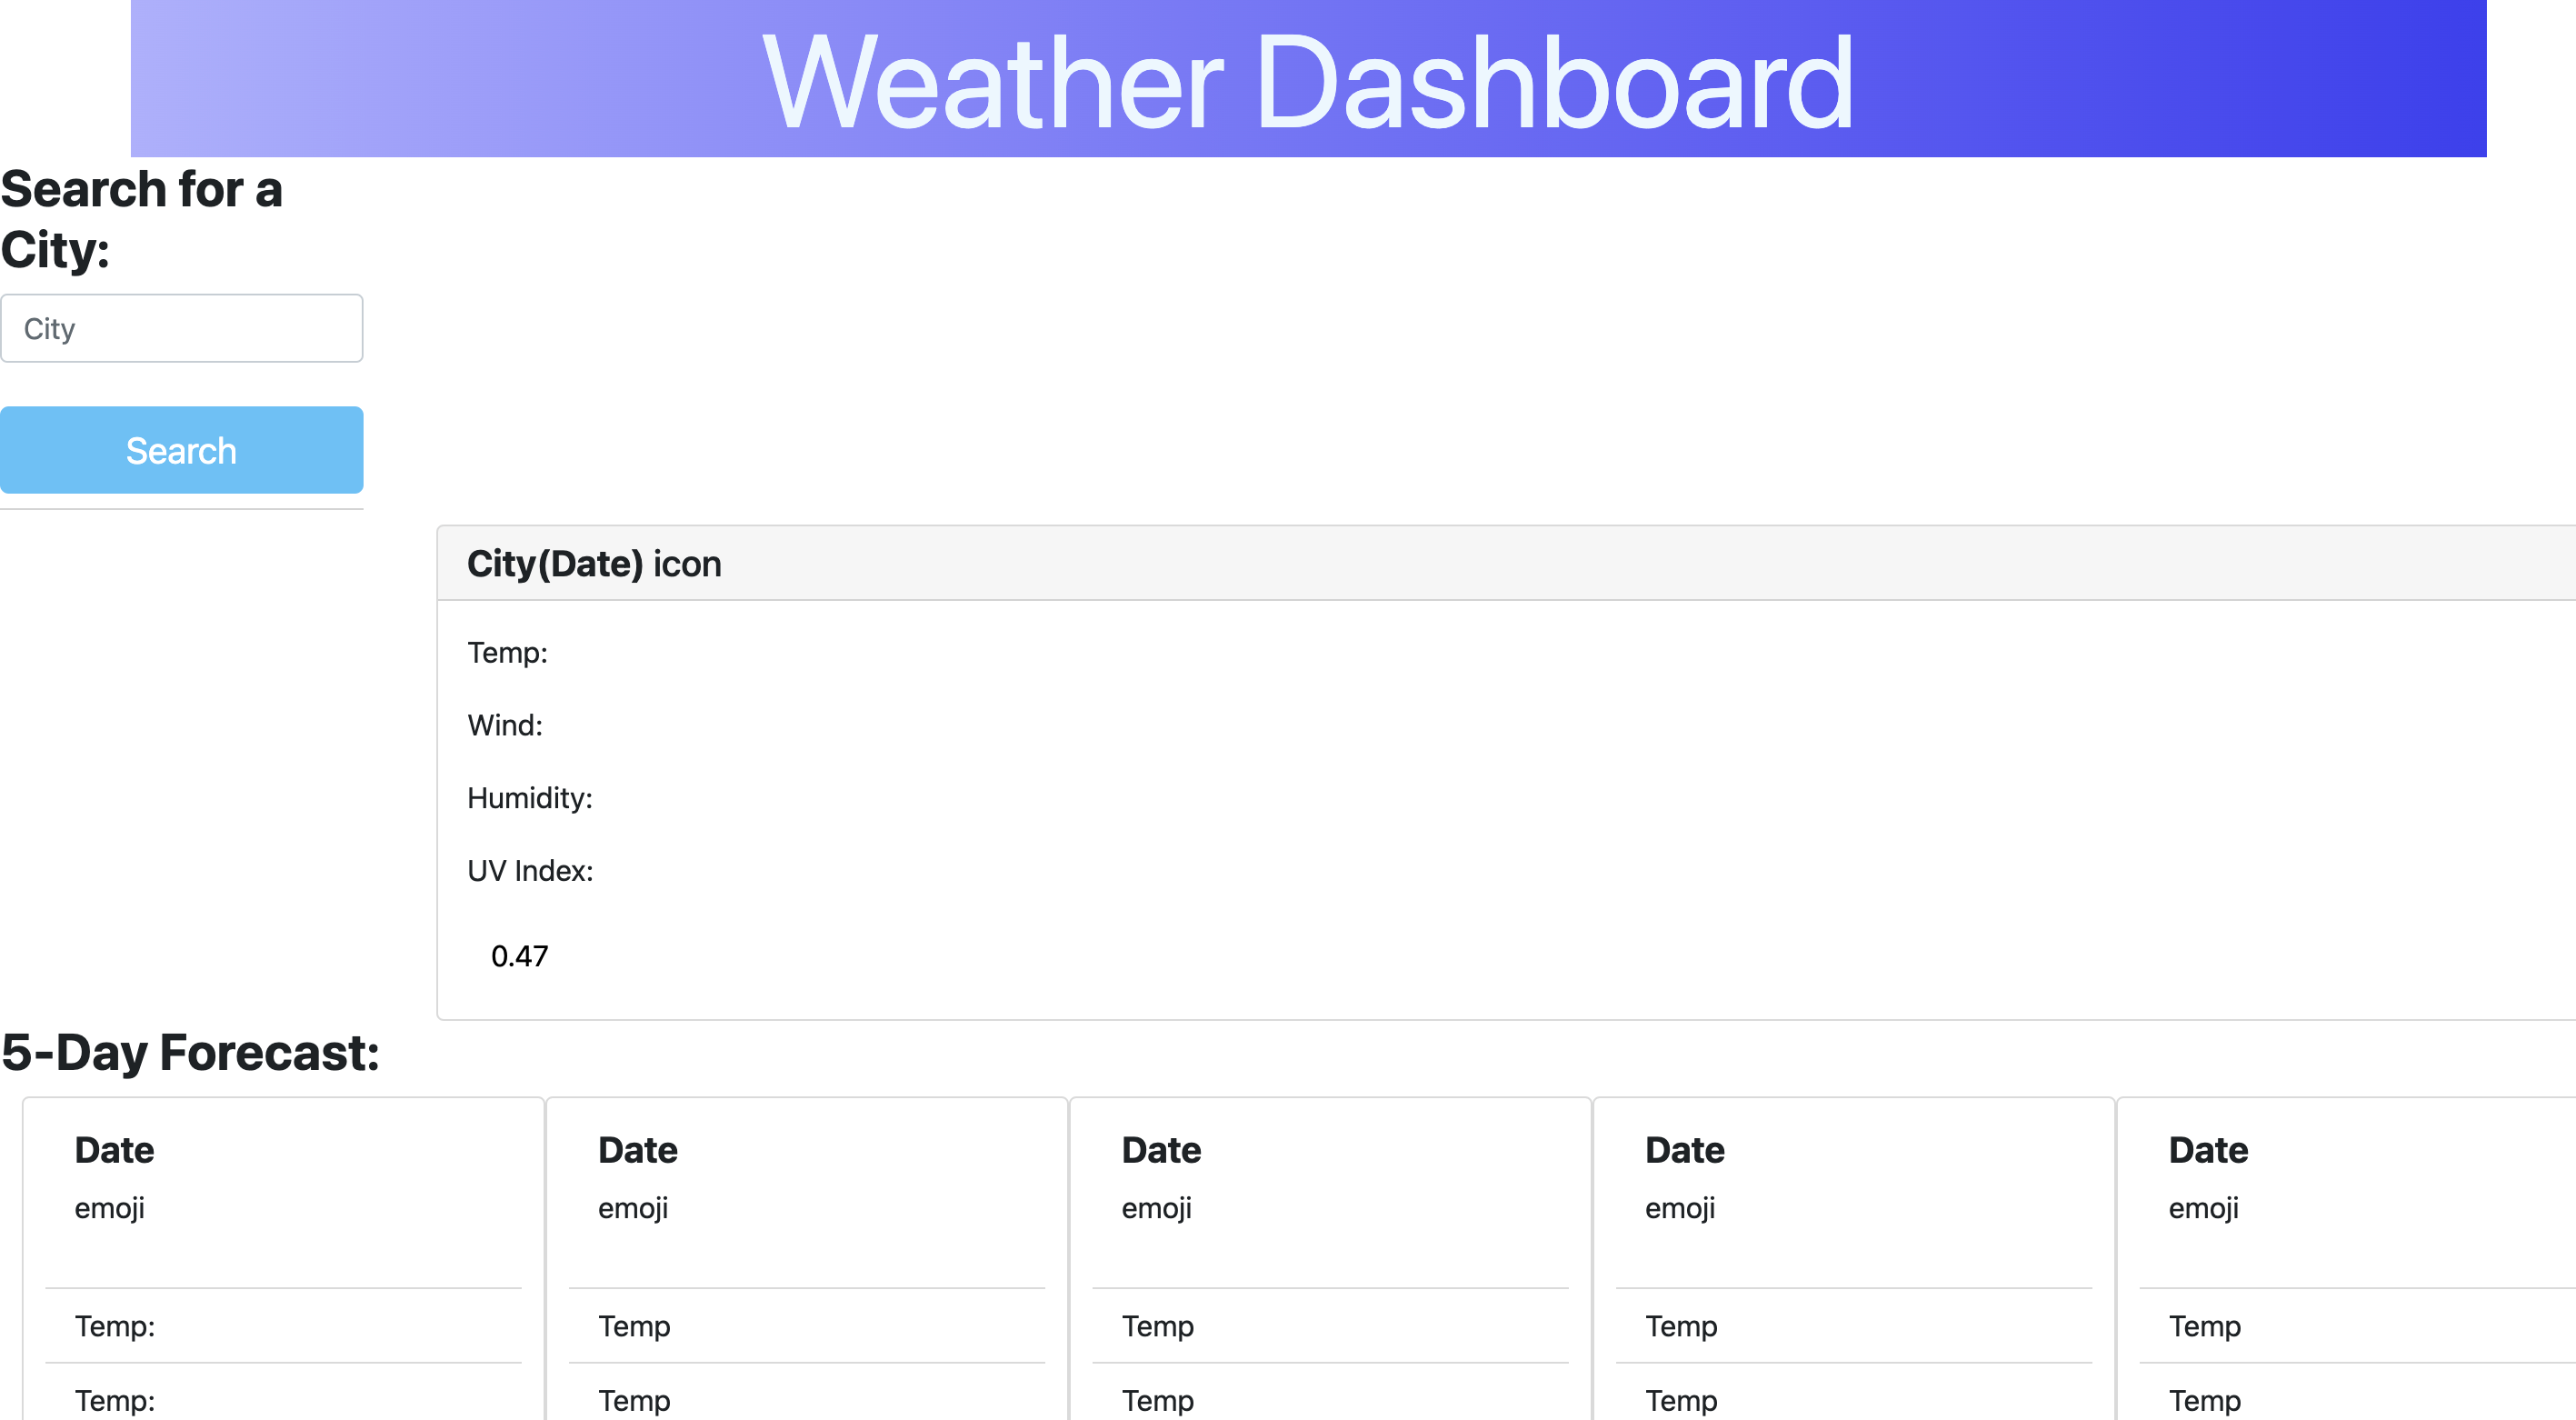 Weather Dashboard
Search for a
City:
City
Search
City(Date) icon
Temp:
Wind:
Humidity:
UV Index:
0.47
5-Day Forecast:
Date
emoji
Temp:
Temp:
Date
emoji
Temp
Temp
Date
emoji
Temp
Temp
Date
emoji
Temp
Temp
Date
emoji
Temp
Temp